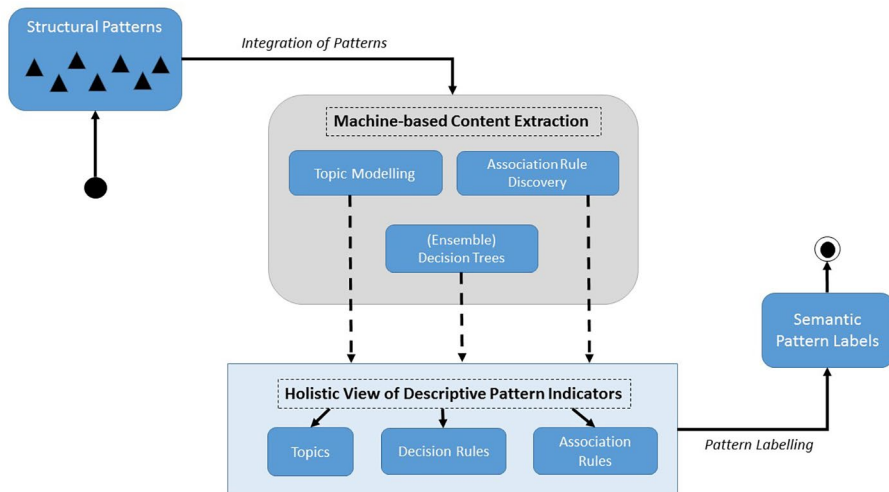 Structural Patterns
Integration of Patterns
Machine-based Content Extraction
Topic Modelling
Association Rule
Discovery
(Ensemble)
Decision Trees
Semantic
Pattern Labels
Holistic View of Descriptive Pattern Indicators
Topics
Decision Rules
Association
Rules
Pattern Labelling